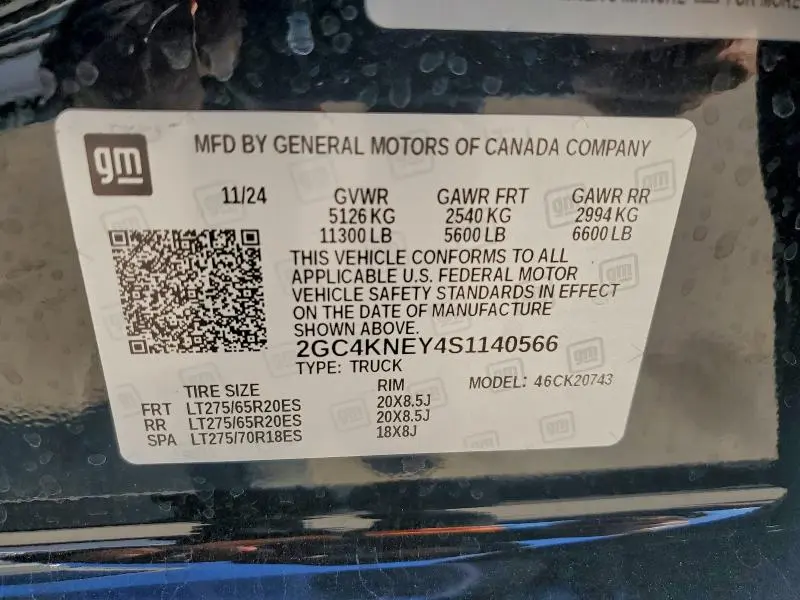 gm
MFD BY GENERAL MOTORS OF CANADA COMPANY
11/24 GVWR GAWR FRT GAWR RR
5126 KG 2540 KG 2994 KG
11300 LB 5600 LB 6600 LB
THIS VEHICLE CONFORMS TO ALL
APPLICABLE U.S. FEDERAL MOTOR
VEHICLE SAFETY STANDARDS IN EFFECT
ON THE DATE OF MANUFACTURE
SHOWN ABOVE.
2GC4KNEY4S1140566
TYPE: TRUCK MODEL: 46CK20743
TIRE SIZE RIM
FRT LT275/65R20ES 20X8.5J
RR LT275/65R20ES 20X8.5J
SPA LT275/70R18ES 18X8J